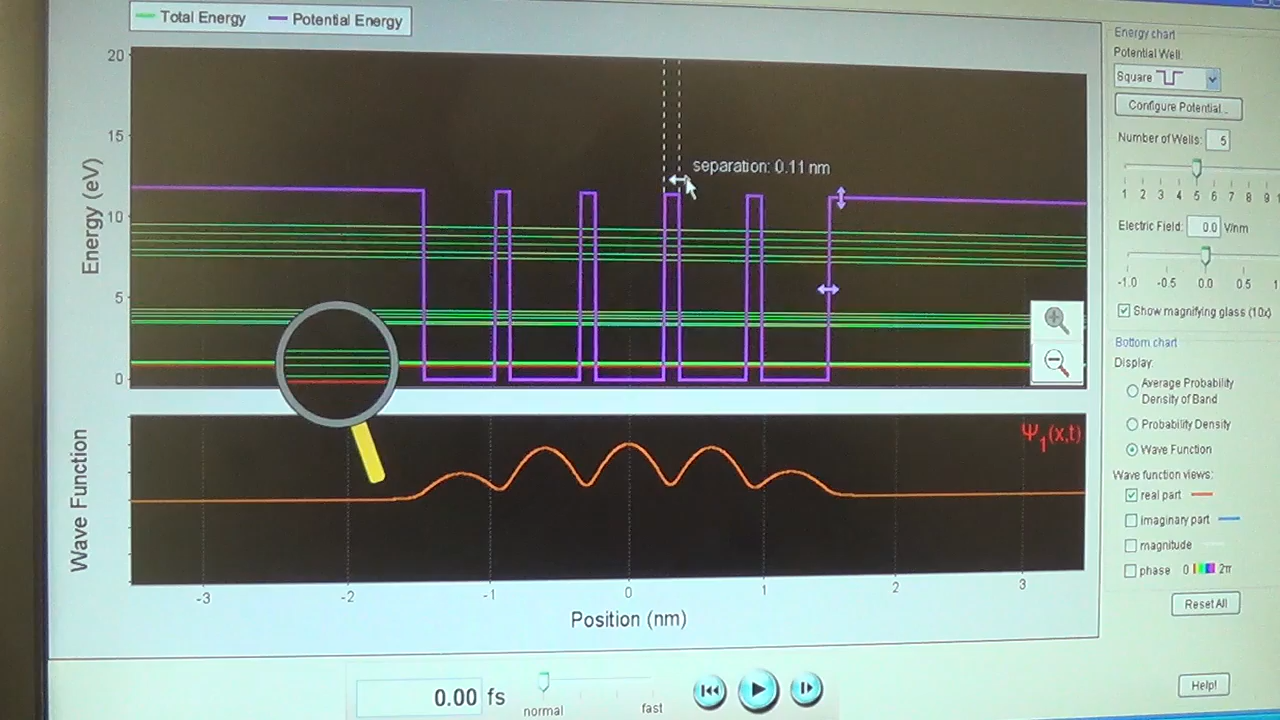 Total Energy Potential Energy
Energy (eV)
20
15
10
5
0
separation: 0.11 nm
Wave Function
Ψ1(x,t)
-3 -2 -1 0 1 2 3
Position (nm)
0.00 fs
normal fast
Energy chart
Potential Well:
Square
Configure Potential...
Number of Wells: 5
1 2 3 4 5 6 7 8 9
Electric Field: 0.0 V/nm
-1.0 -0.5 0.0 0.5 1
Show magnifying glass (10x)
Bottom chart
Display:
Average Probability
Density of Band
Probability Density
Wave Function
Wave function views:
real part
imaginary part
magnitude
phase 0 2π
Reset All
Help!